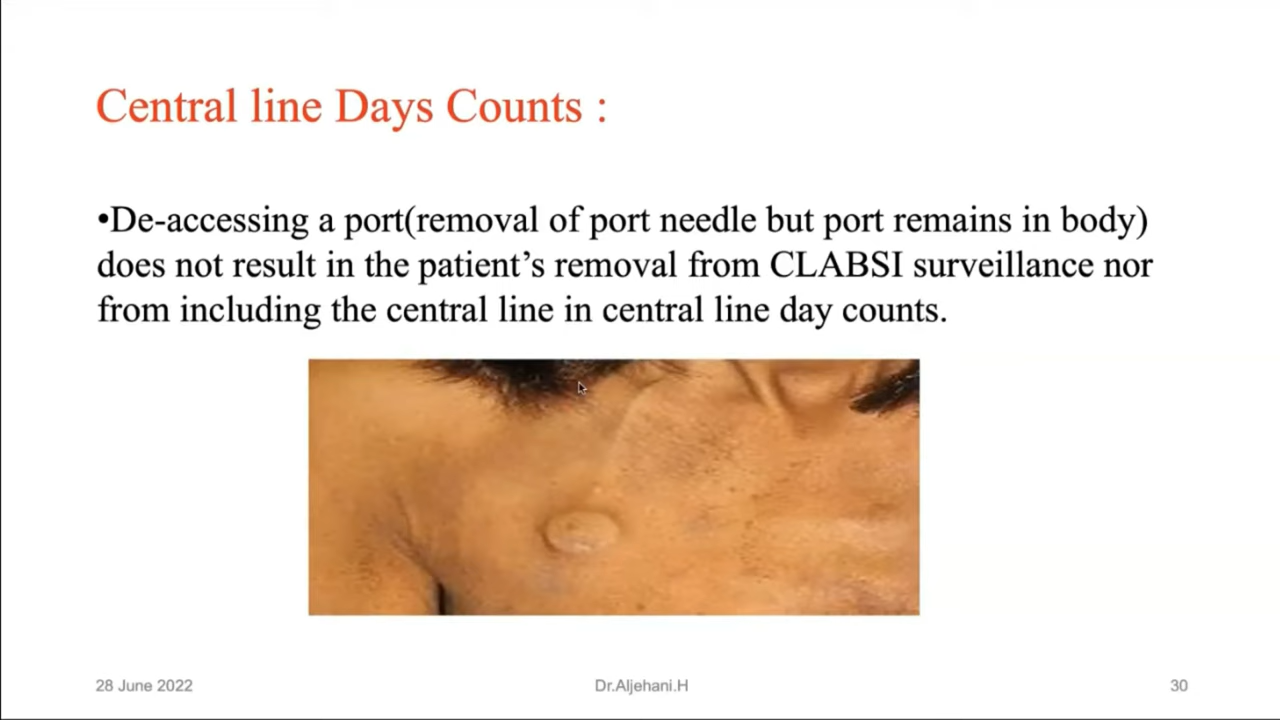 Central line Days Counts :
•De-accessing a port(removal of port needle but port remains in body)
does not result in the patient’s removal from CLABSI surveillance nor
from including the central line in central line day counts.
28 June 2022
Dr.Aljehani.H
30